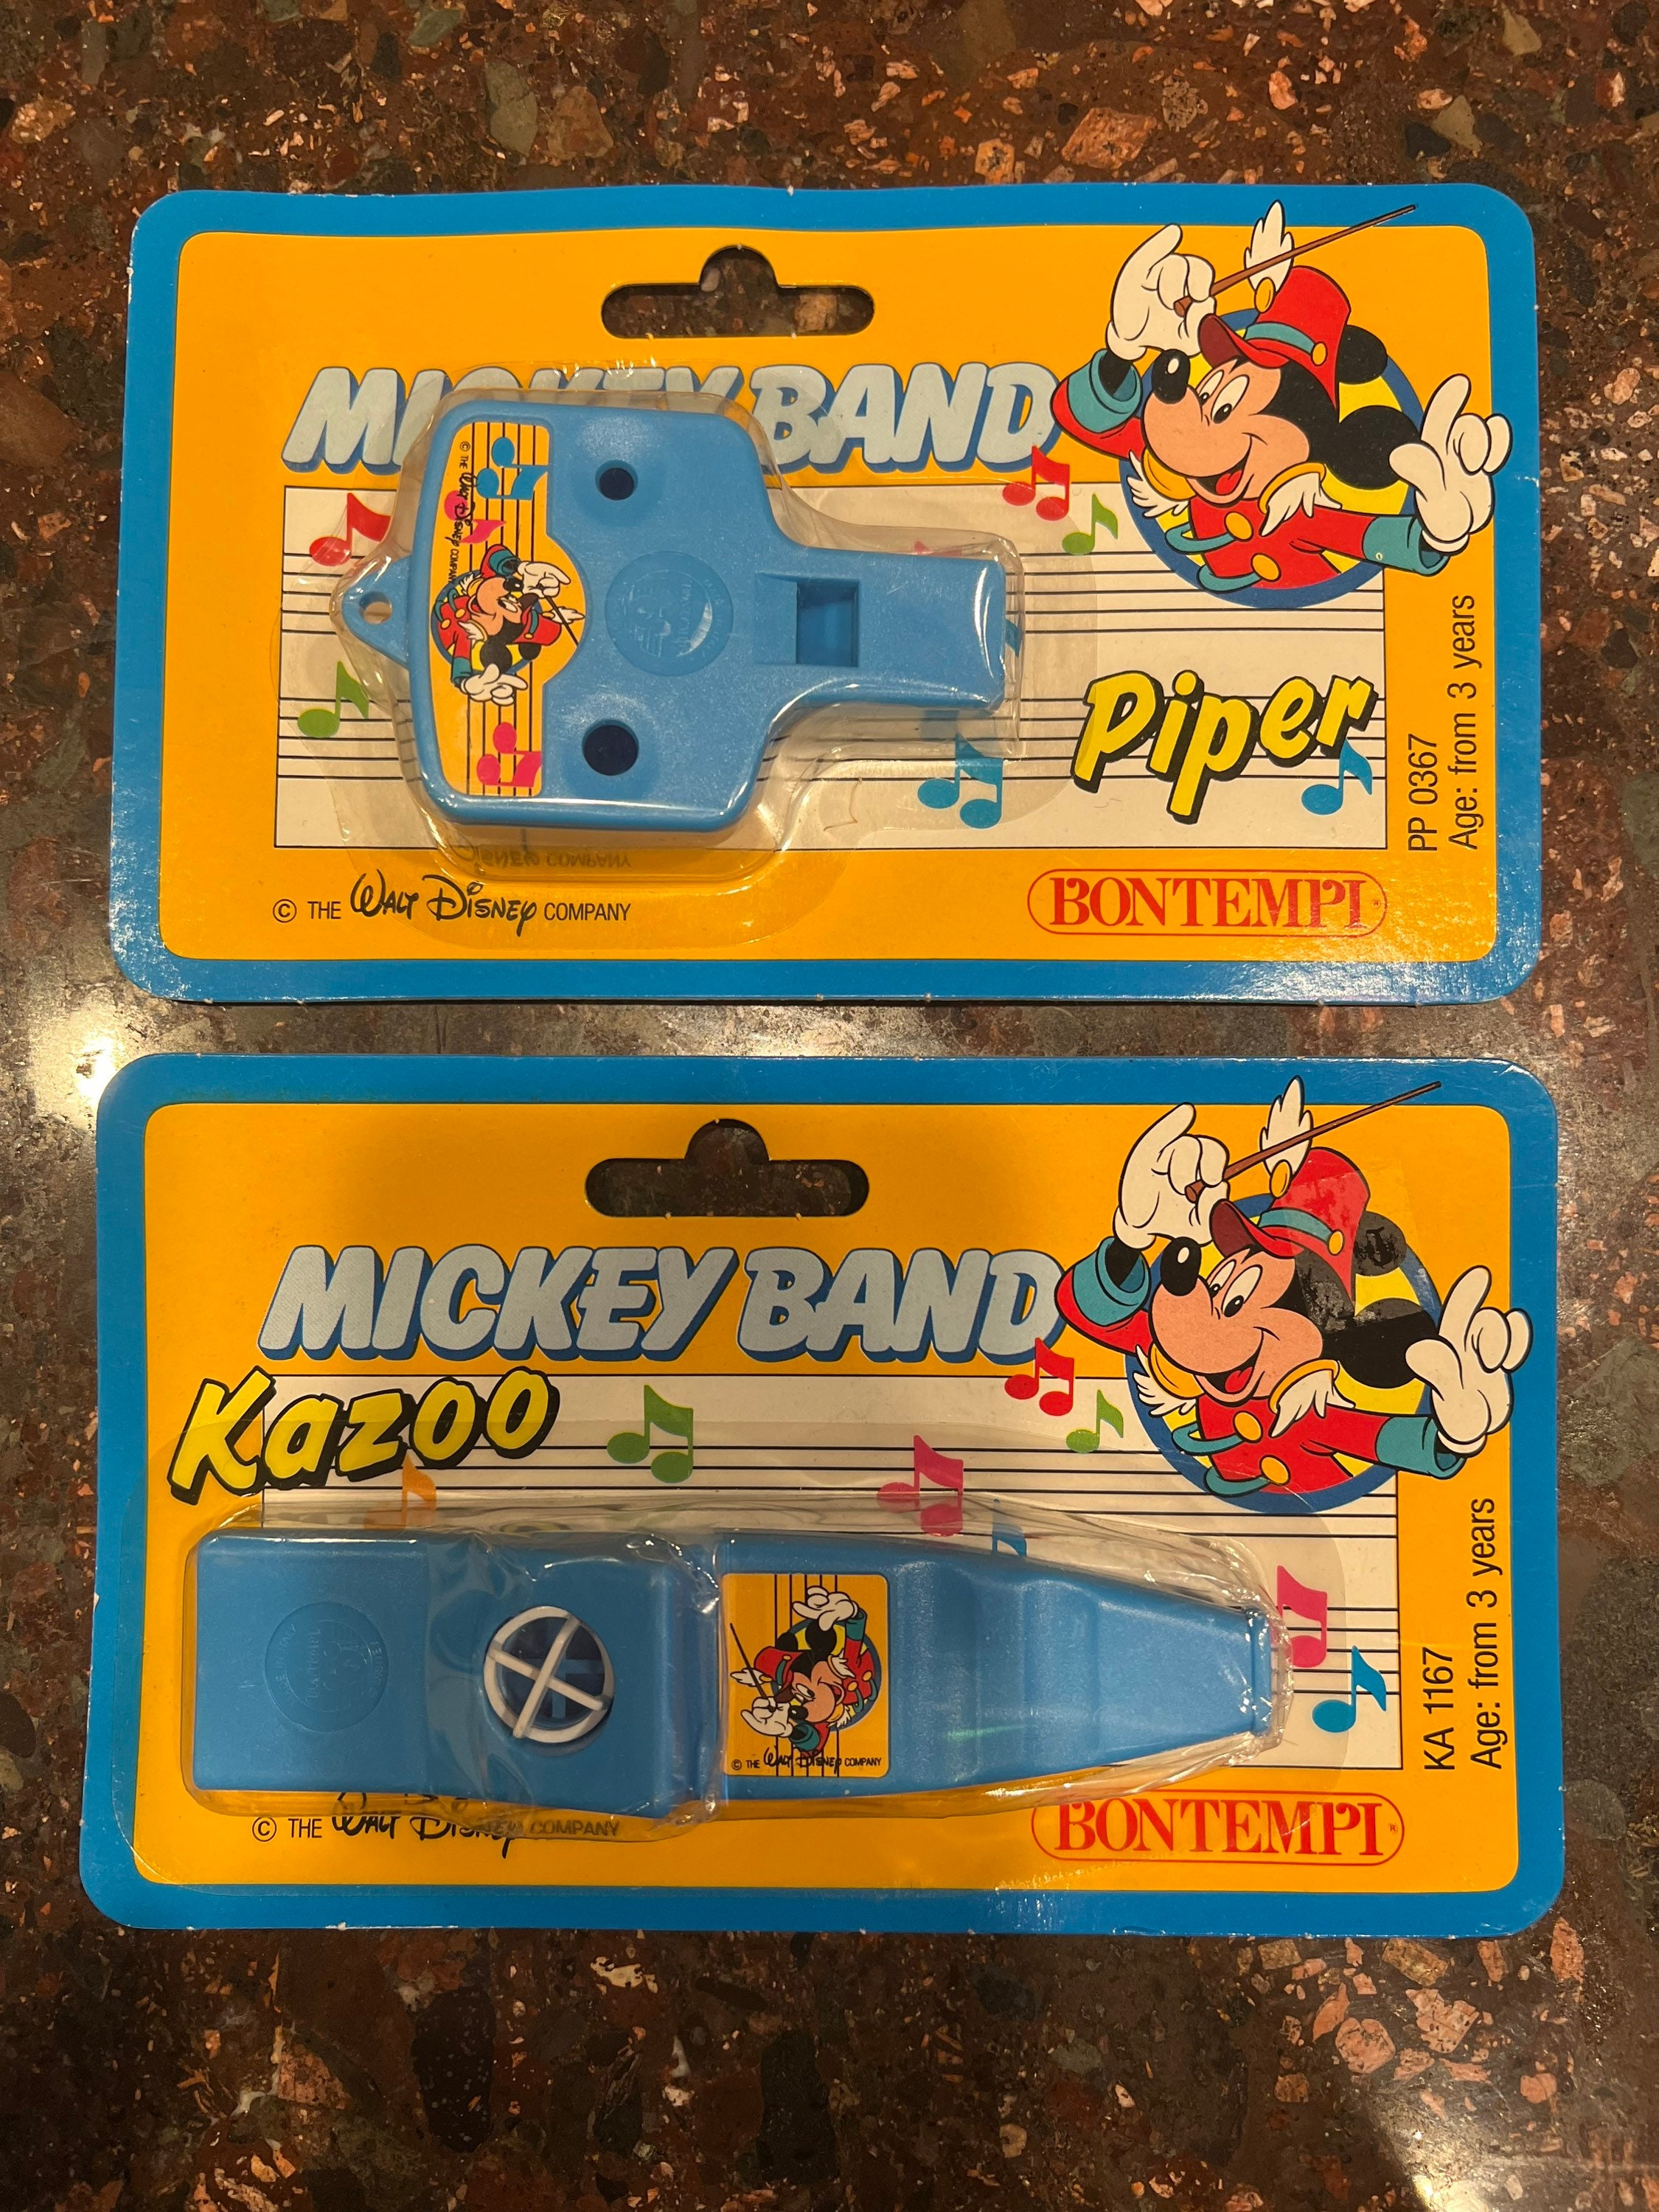 MICKEY BAND
© THE WALT DISNEY COMPANY
Piper
PP 0367
Age: from 3 years
© THE WALT DISNEY COMPANY
BONTEMPI
MICKEY BAND
Kazoo
© THE WALT DISNEY COMPANY
KA 1167
Age: from 3 years
© THE WALT DISNEY COMPANY
BONTEMPI